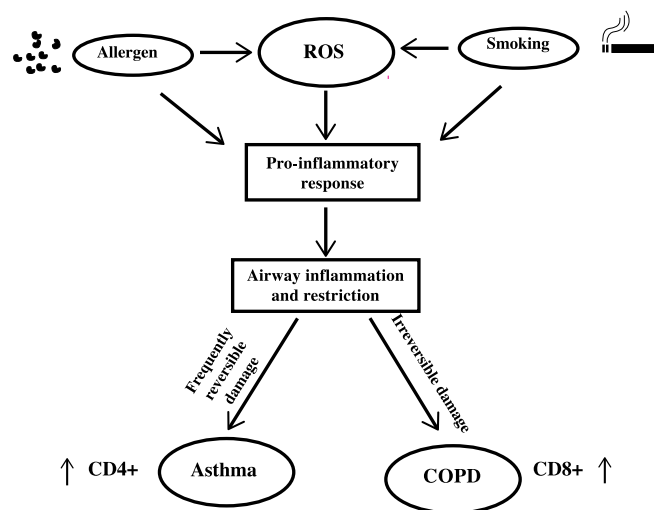 Allergen
ROS
Smoking
Pro-inflammatory
response
Airway inflammation
and restriction
Frequently
reversible
damage
Irreversible damage
CD4+
Asthma
COPD
CD8+